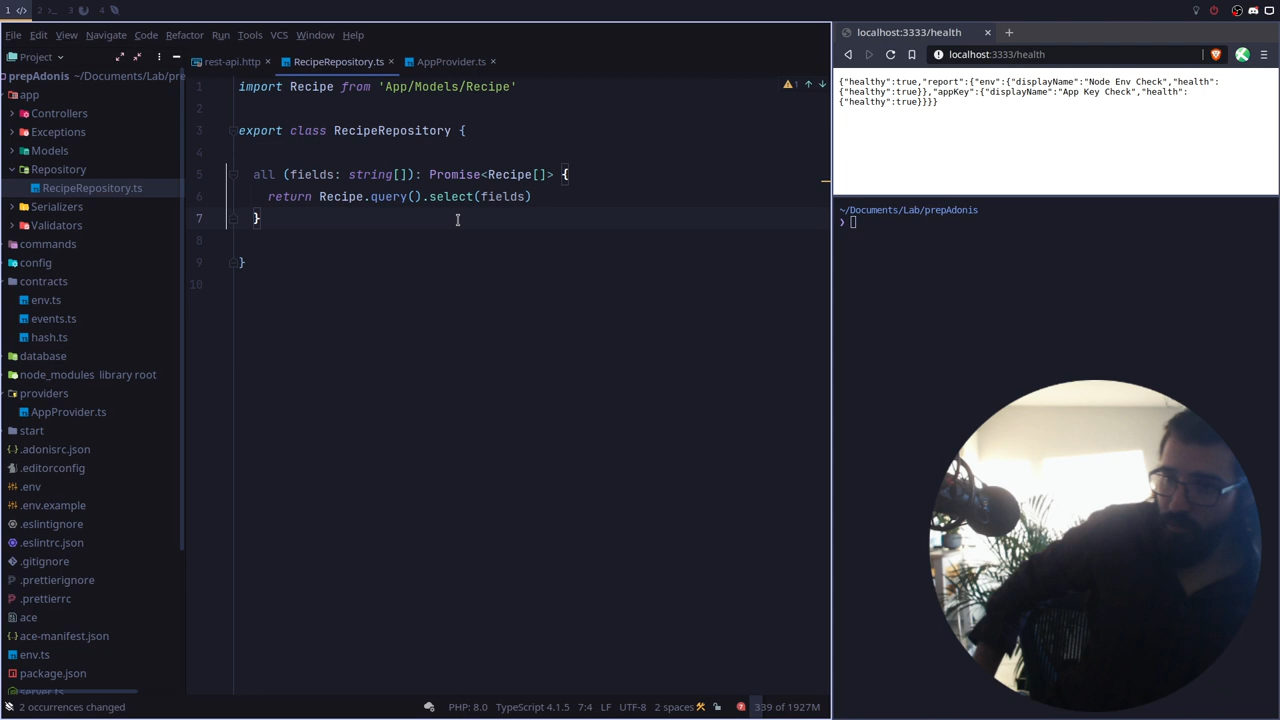 1 </>
2 >_
3
4
File Edit View Navigate Code Refactor Run Tools VCS Window Help
Project
prepAdonis ~/Documents/Lab/pre
app
Controllers
Exceptions
Models
Repository
RecipeRepository.ts
Serializers
Validators
commands
config
contracts
env.ts
events.ts
hash.ts
database
node_modules library root
providers
AppProvider.ts
start
.adonisrc.json
.editorconfig
.env
.env.example
.eslintignore
.eslintrc.json
.gitignore
.prettierignore
.prettierrc
ace
ace-manifest.json
env.ts
package.json
server.ts
rest-api.http
RecipeRepository.ts
AppProvider.ts
1 import Recipe from 'App/Models/Recipe'
2
3 export class RecipeRepository {
4
5 all (fields: string[]): Promise<Recipe[]> {
6 return Recipe.query().select(fields)
7 }
8
9 }
10
1
2 occurrences changed
PHP: 8.0 TypeScript 4.1.5 7:4 LF UTF-8 2 spaces 339 of 1927M
localhost:3333/health
localhost:3333/health
{"healthy":true,"report":{"env":{"displayName":"Node Env Check","health":
{"healthy":true}},"appKey":{"displayName":"App Key Check","health":
{"healthy":true}}}}
~/Documents/Lab/prepAdonis
❯